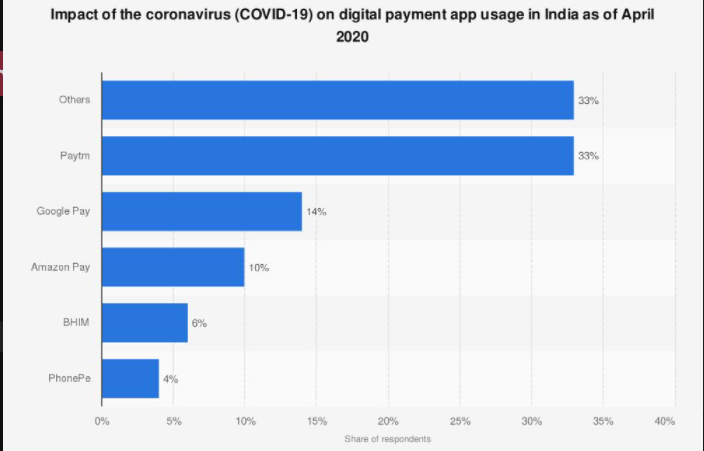 Impact of the coronavirus (COVID-19) on digital payment app usage in India as of April
2020
Others 33%
Paytm 33%
Google Pay 14%
Amazon Pay 10%
BHIM 6%
PhonePe 4%
0% 5% 10% 15% 20% 25% 30% 35% 40%
Share of respondents